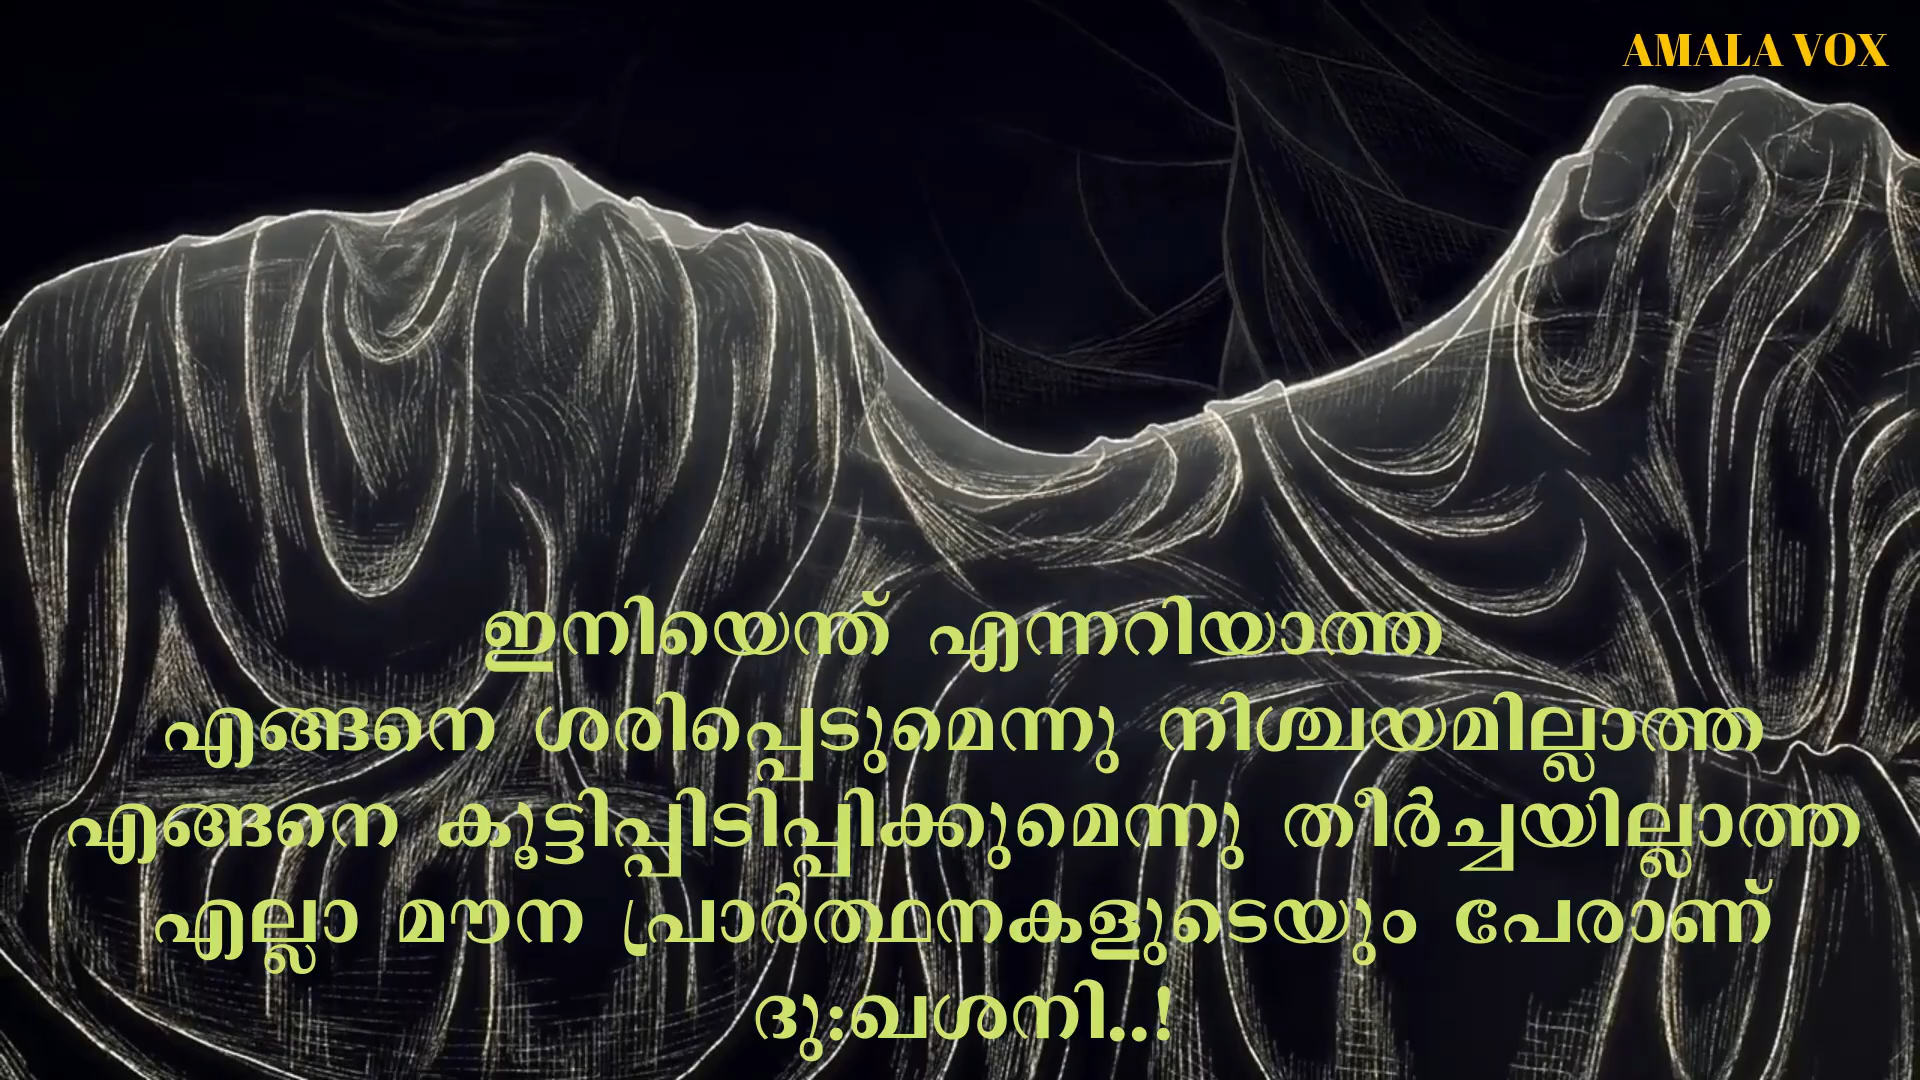 AMALA VOX
ഇനിയെന്ത് എന്നറിയാത്ത
എങ്ങനെ ശരിപ്പെടുമെന്നു നിശ്ചയമില്ലാത്ത
എങ്ങനെ കൂട്ടിപ്പിടിപ്പിക്കുമെന്നു തീർച്ചയില്ലാത്ത
എല്ലാ മൗന പ്രാർത്ഥനകളുടെയും പേരാണ്
ദു:ഖശനി..!